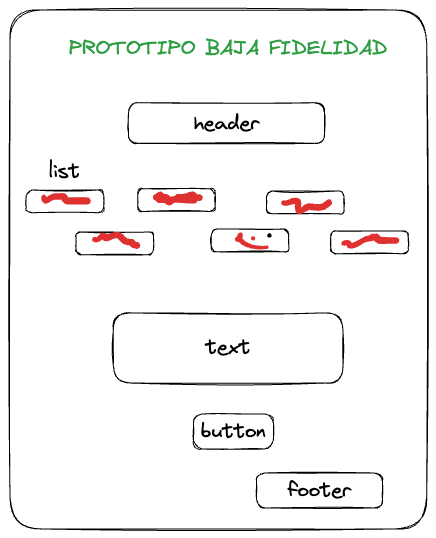 PROTOTIPO BAJA FIDELIDAD
header
list
text
button
footer